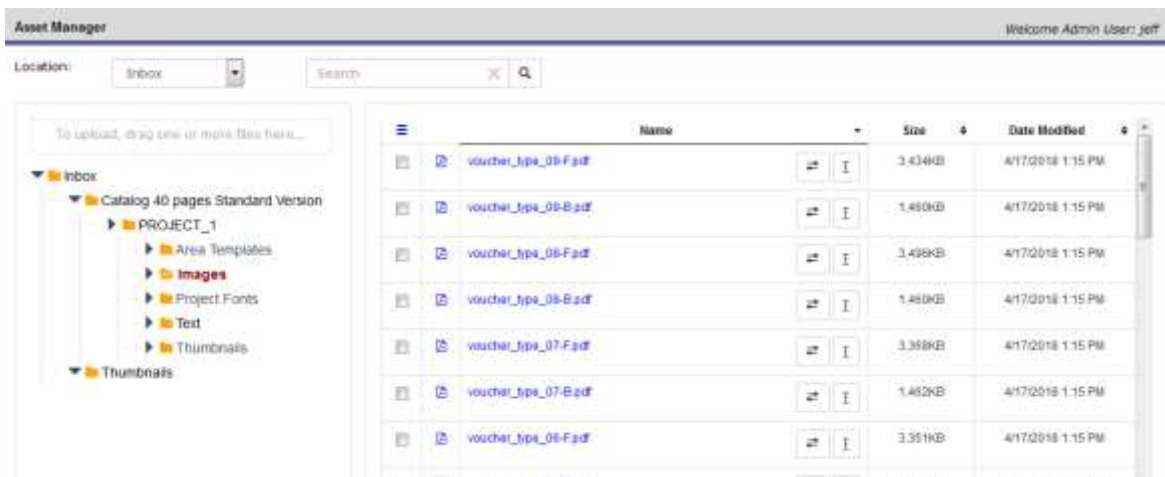 Asset Manager
Welcome Admin User: jeff
Location:
Inbox
Search
To upload, drag one or more files here...
Inbox
Catalog 40 pages Standard Version
PROJECT_1
Area Templates
Images
Project Fonts
Text
Thumbnails
Thumbnails
Name Size Date Modified
voucher_type_09-F.pdf 3,434KB 4/17/2018 1:15 PM
voucher_type_09-B.pdf 1,460KB 4/17/2018 1:15 PM
voucher_type_08-F.pdf 3,496KB 4/17/2018 1:15 PM
voucher_type_08-B.pdf 1,460KB 4/17/2018 1:15 PM
voucher_type_07-F.pdf 3,368KB 4/17/2018 1:15 PM
voucher_type_07-B.pdf 1,462KB 4/17/2018 1:15 PM
voucher_type_06-F.pdf 3,351KB 4/17/2018 1:15 PM